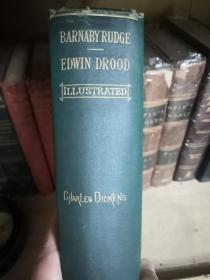 BARNABY RUDGE
EDWIN DROOD
ILLUSTRATED
CHARLES DICKENS